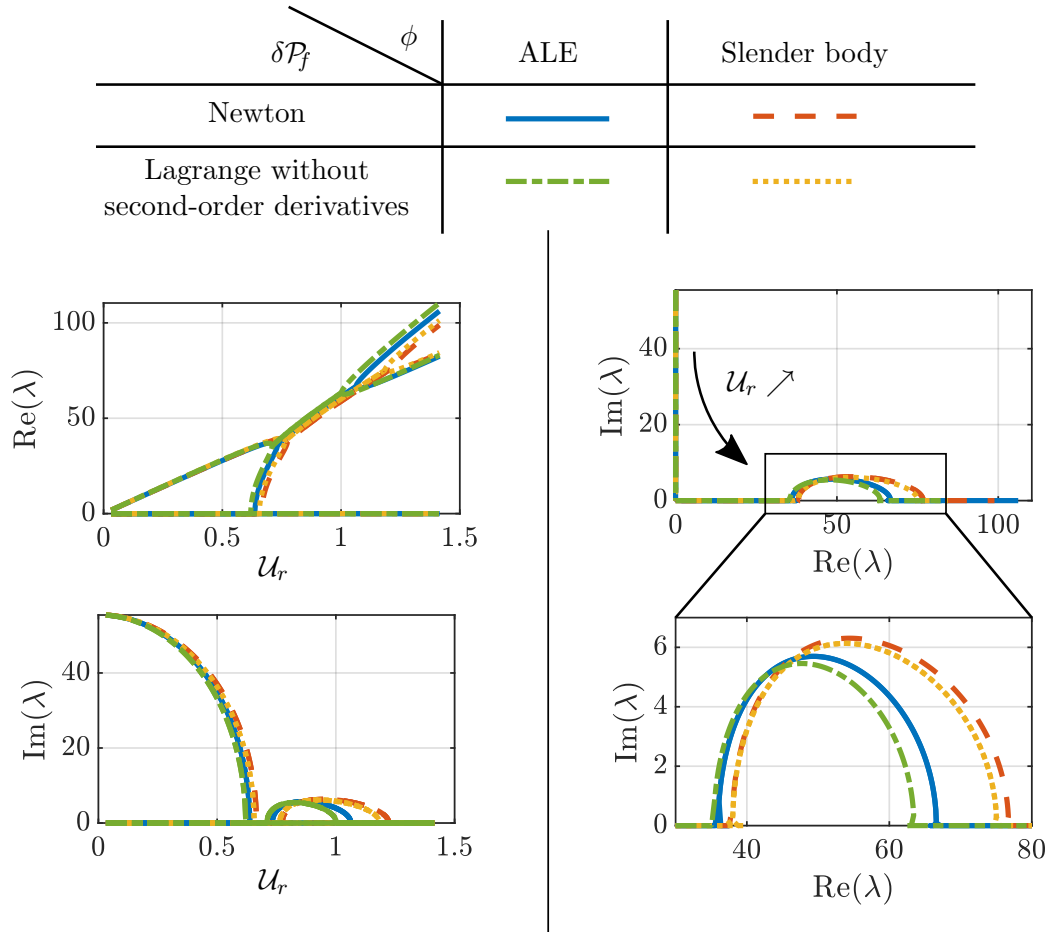 ϕ
δ𝒫_f
ALE
Slender body
Newton
Lagrange without
second-order derivatives
100
50
0
Re(λ)
0
0.5
1
1.5
𝒰_r
40
20
0
Im(λ)
0
0.5
1
1.5
𝒰_r
40
20
0
Im(λ)
𝒰_r ↗
0
50
100
Re(λ)
6
4
2
0
Im(λ)
40
60
80
Re(λ)